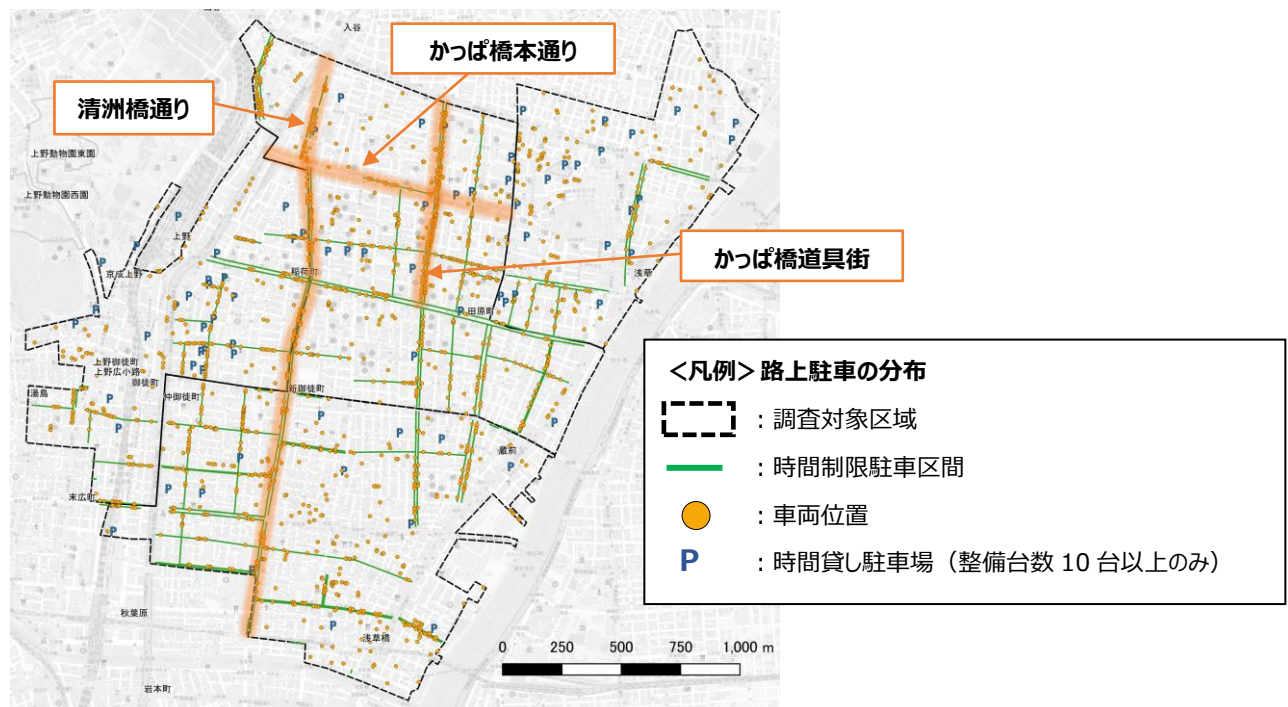 入谷
かっぱ橋本通り
清洲橋通り
上野動物園東園
上野動物園西園
上野
京成上野
稲荷町
かっぱ橋道具街
浅草
田原町
上野御徒町
上野広小路
御徒町
湯島
仲御徒町
新御徒町
蔵前
末広町
秋葉原
浅草橋
岩本町
0 250 500 750 1,000 m
<凡例> 路上駐車の分布
：調査対象区域
：時間制限駐車区間
：車両位置
P ：時間貸し駐車場（整備台数 10 台以上のみ）